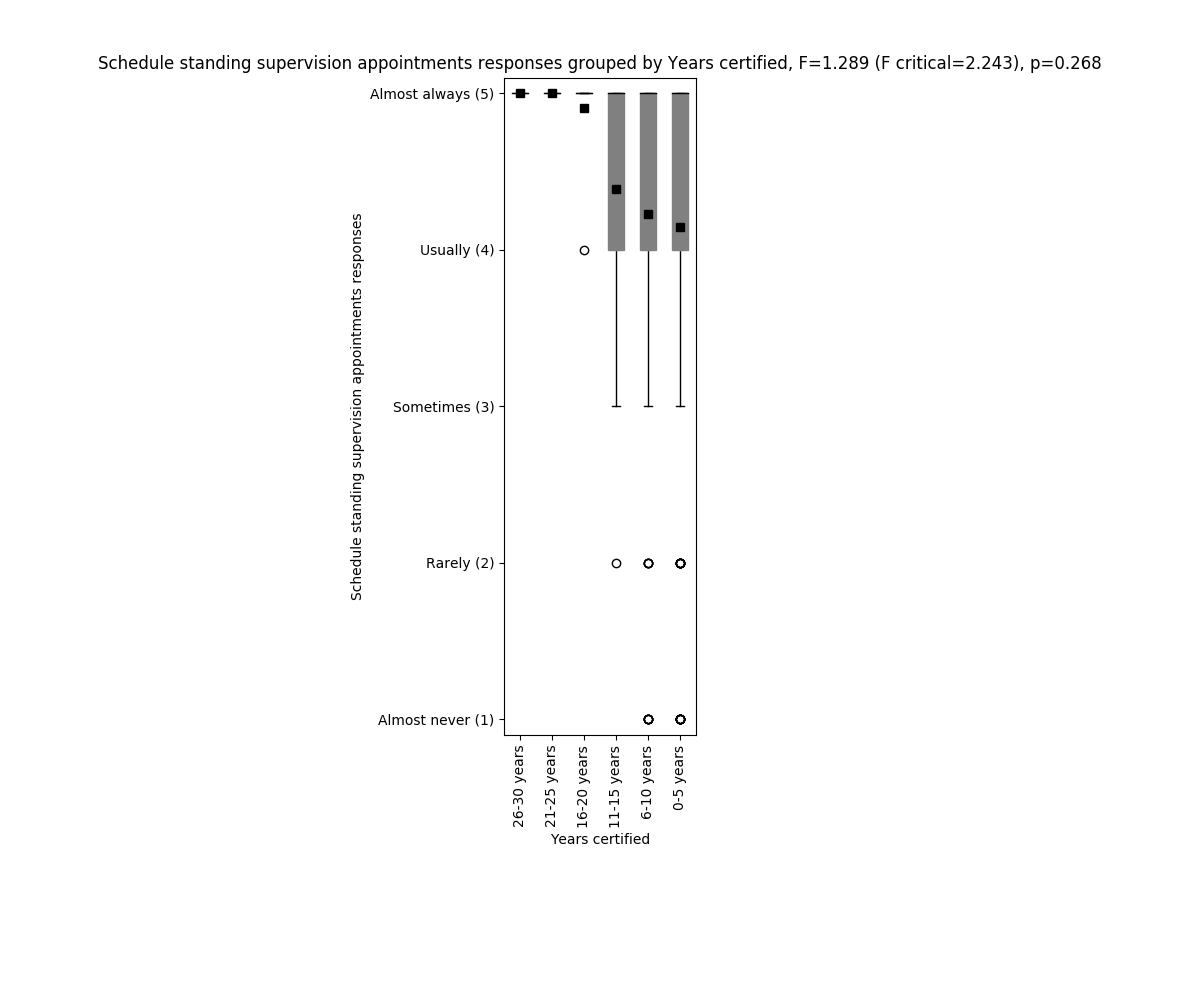 Schedule standing supervision appointments responses grouped by Years certified, F=1.289 (F critical=2.243), p=0.268
Schedule standing supervision appointments responses
Almost always (5)
Usually (4)
Sometimes (3)
Rarely (2)
Almost never (1)
26-30 years
21-25 years
16-20 years
11-15 years
6-10 years
0-5 years
Years certified